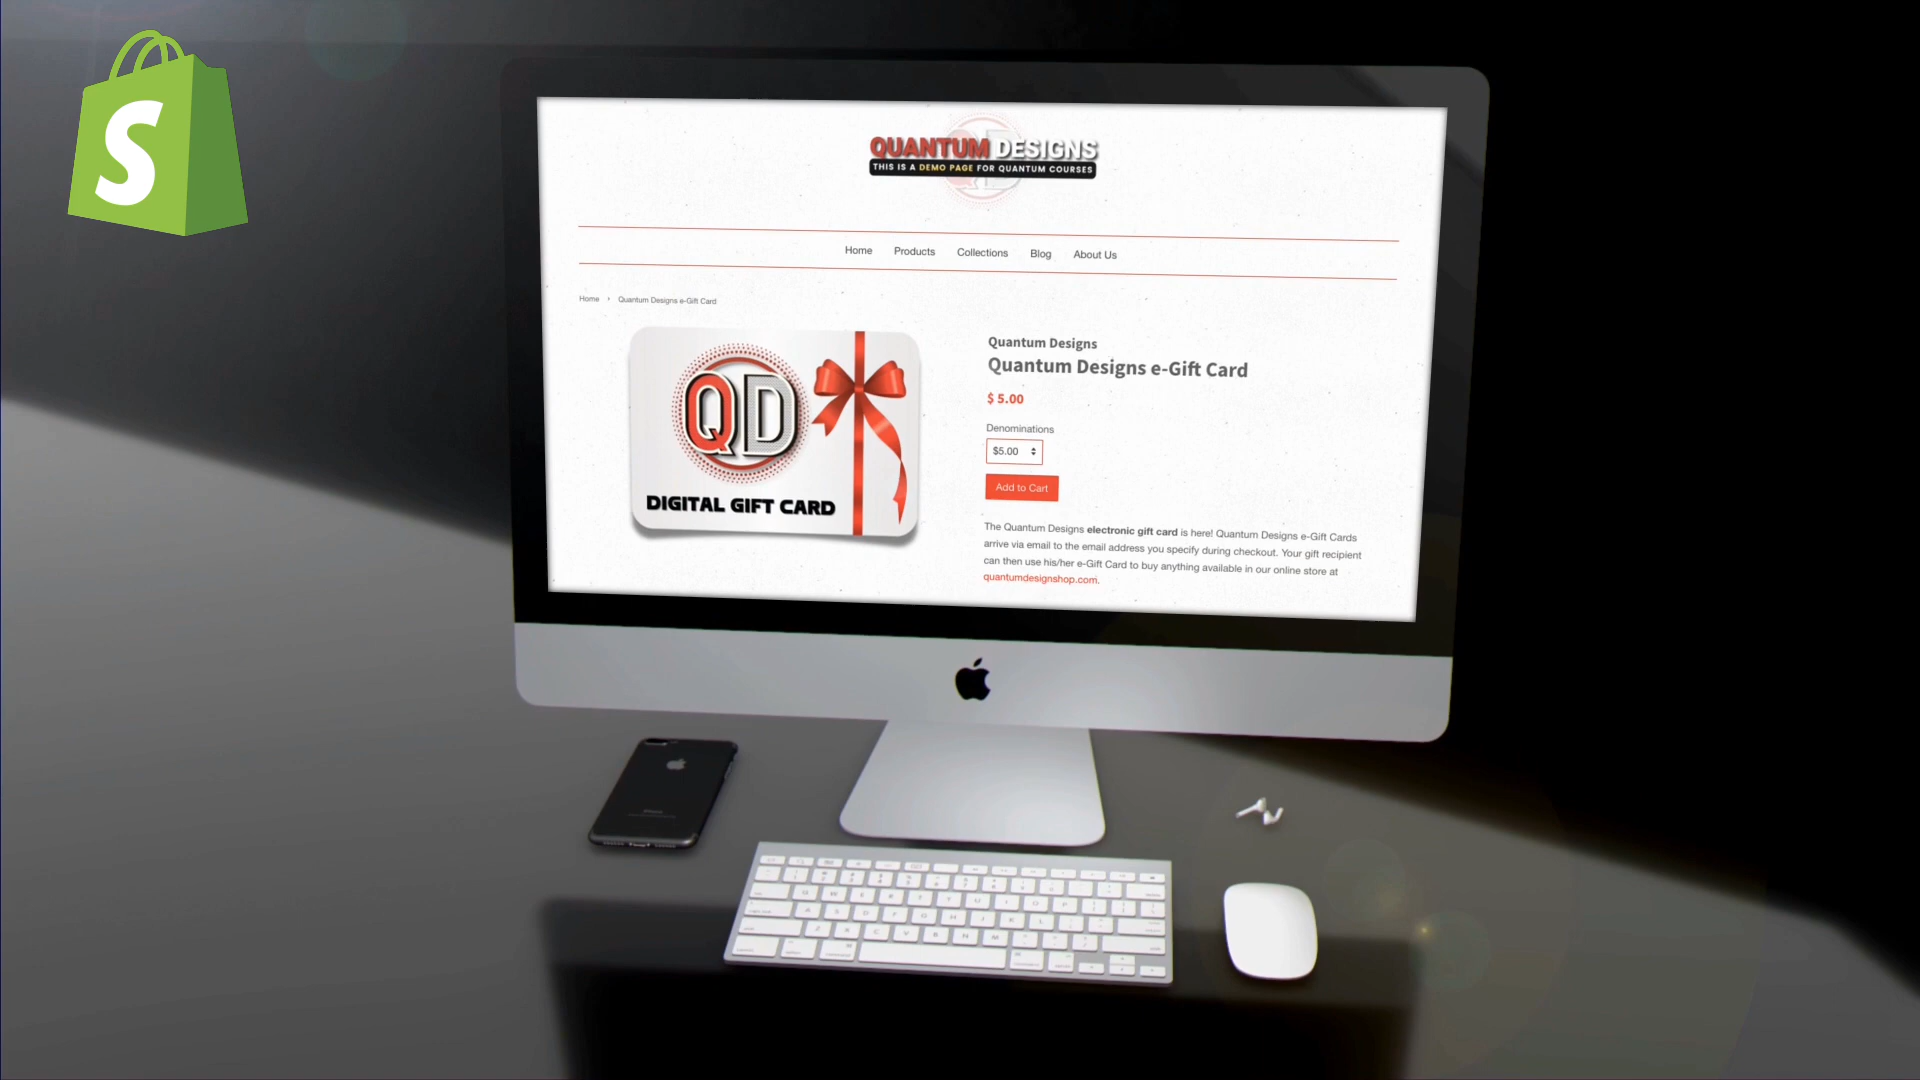 S
QUANTUM DESIGNS
THIS IS A DEMO PAGE FOR QUANTUM COURSES
Home Products Collections Blog About Us
Home › Quantum Designs e-Gift Card
QD
DIGITAL GIFT CARD
Quantum Designs
Quantum Designs e-Gift Card
$ 5.00
Denominations
$5.00
Add to Cart
The Quantum Designs electronic gift card is here! Quantum Designs e-Gift Cards
arrive via email to the email address you specify during checkout. Your gift recipient
can then use his/her e-Gift Card to buy anything available in our online store at
quantumdesignshop.com.